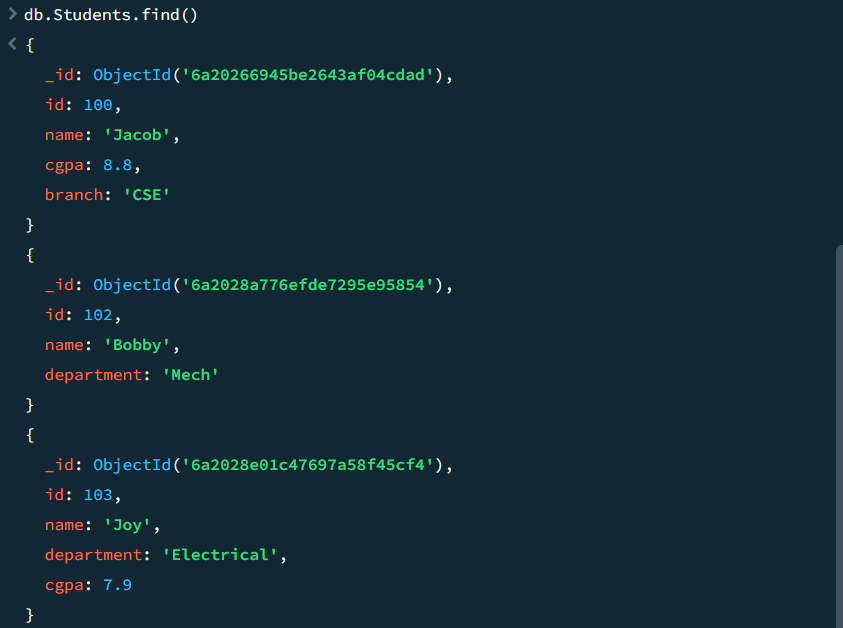 > db.Students.find()
< {
_id: ObjectId('6a20266945be2643af04cdad'),
id: 100,
name: 'Jacob',
cgpa: 8.8,
branch: 'CSE'
}
{
_id: ObjectId('6a2028a776efde7295e95854'),
id: 102,
name: 'Bobby',
department: 'Mech'
}
{
_id: ObjectId('6a2028e01c47697a58f45cf4'),
id: 103,
name: 'Joy',
department: 'Electrical',
cgpa: 7.9
}